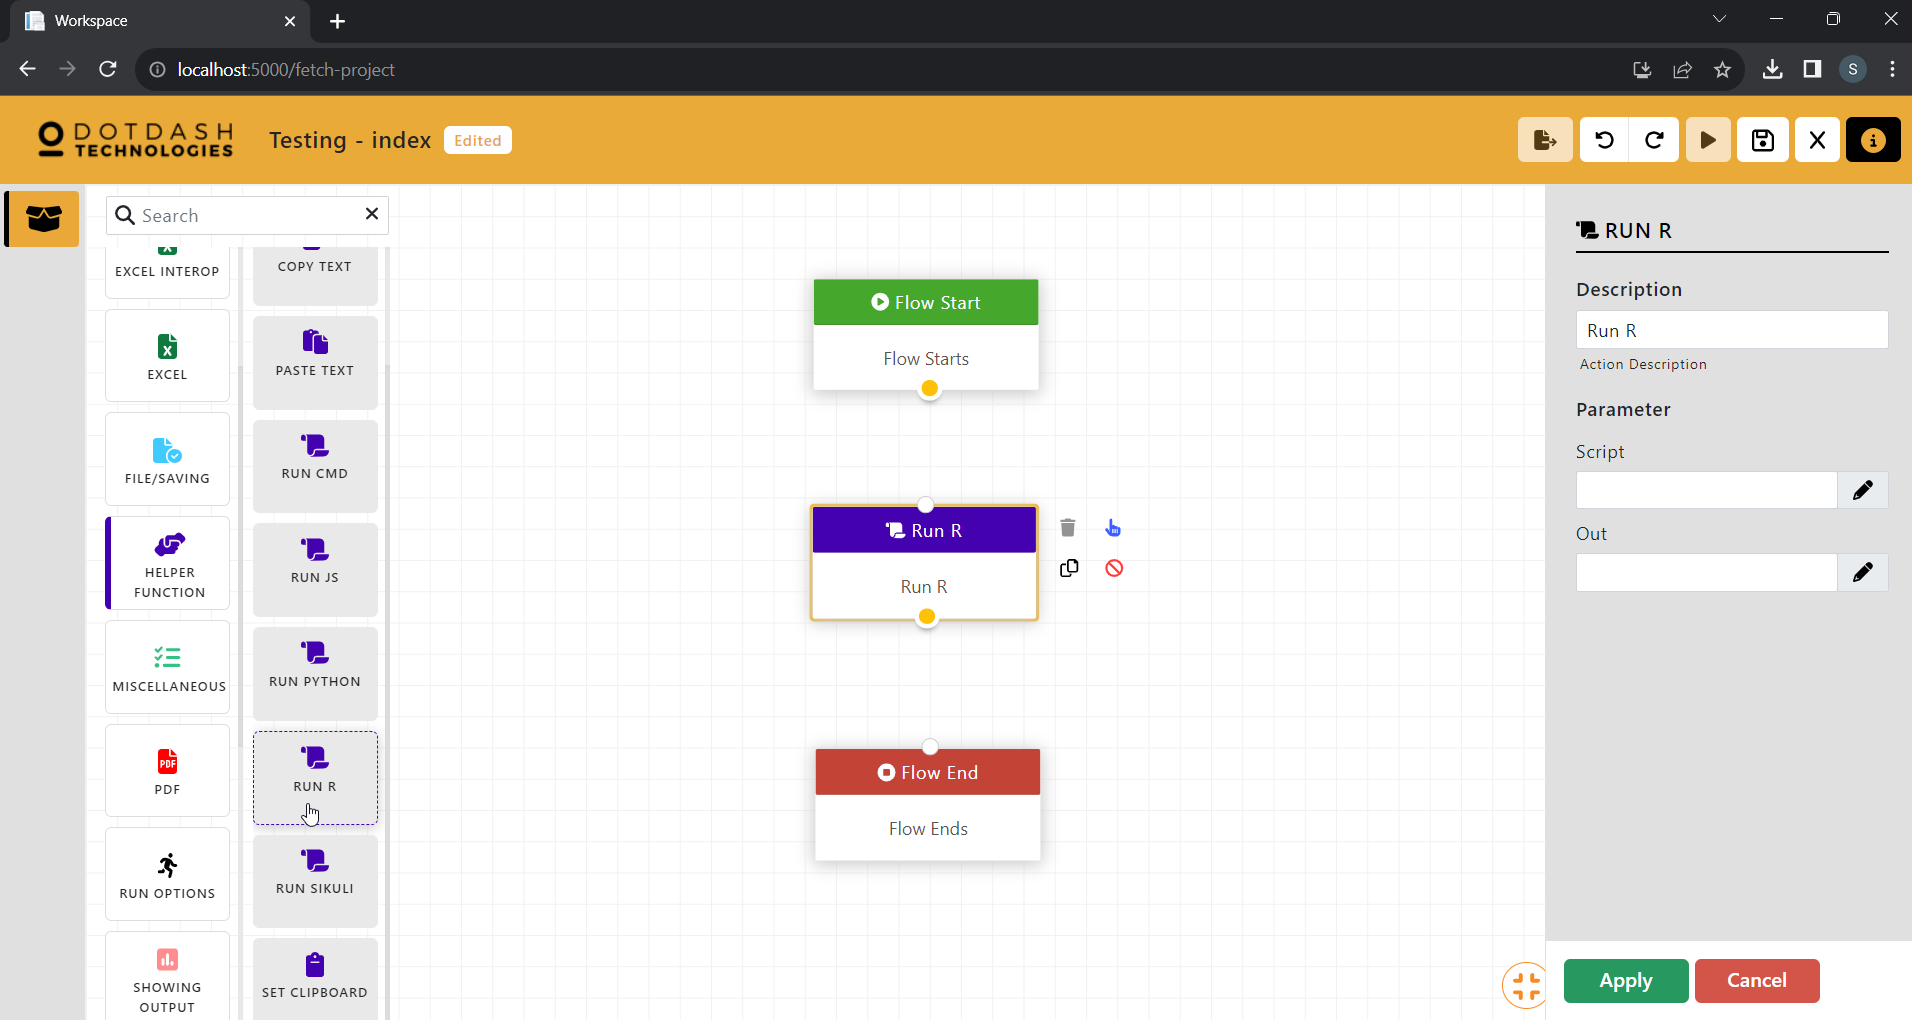 Workspace
localhost:5000/fetch-project
S
DOTDASH
TECHNOLOGIES
Testing - index
Edited
Search
EXCEL INTEROP
COPY TEXT
EXCEL
PASTE TEXT
FILE/SAVING
RUN CMD
HELPER
FUNCTION
RUN JS
MISCELLANEOUS
RUN PYTHON
PDF
PDF
RUN R
RUN OPTIONS
RUN SIKULI
SHOWING
OUTPUT
SET CLIPBOARD
Flow Start
Flow Starts
Run R
Run R
Flow End
Flow Ends
RUN R
Description
Run R
Action Description
Parameter
Script
Out
Apply
Cancel